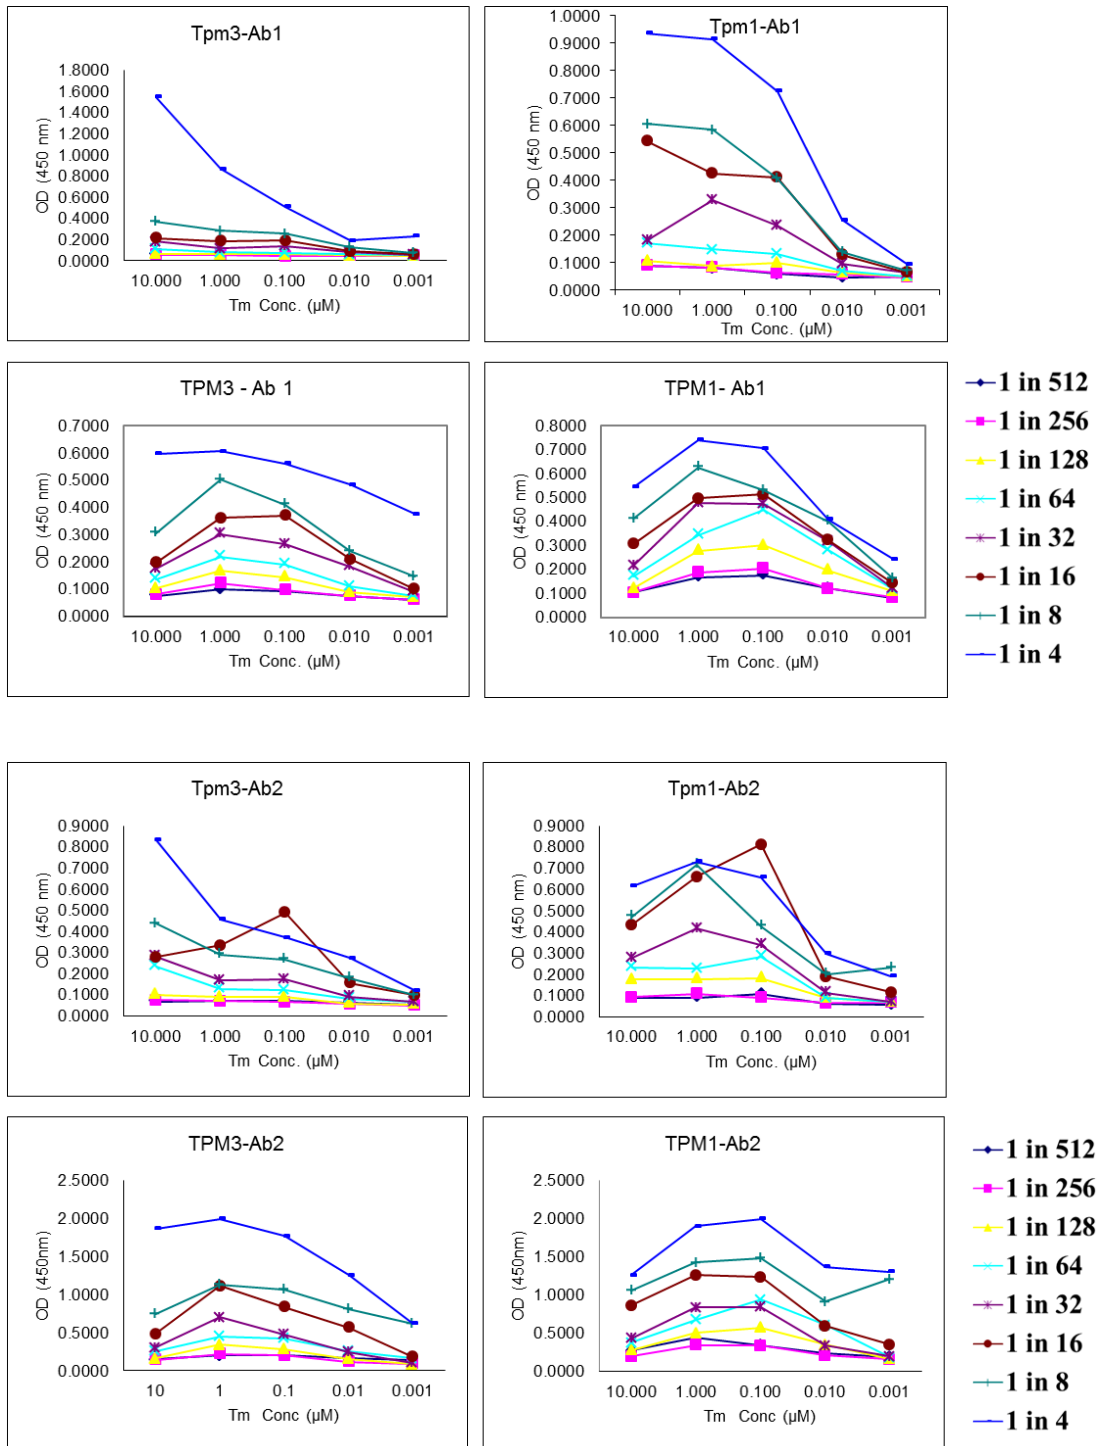 Tpm3-Ab1
1.8000
1.6000
1.4000
1.2000
1.0000
0.8000
0.6000
0.4000
0.2000
0.0000
OD (450 nm)
10.000 1.000 0.100 0.010 0.001
Tm Conc. (µM)
Tpm1-Ab1
1.0000
0.9000
0.8000
0.7000
0.6000
0.5000
0.4000
0.3000
0.2000
0.1000
0.0000
OD (450 nm)
10.000 1.000 0.100 0.010 0.001
Tm Conc. (µM)
TPM3 - Ab 1
0.7000
0.6000
0.5000
0.4000
0.3000
0.2000
0.1000
0.0000
OD (450 nm)
10.000 1.000 0.100 0.010 0.001
Tm Conc. (µM)
TPM1- Ab1
0.8000
0.7000
0.6000
0.5000
0.4000
0.3000
0.2000
0.1000
0.0000
OD (450 nm)
10.000 1.000 0.100 0.010 0.001
Tm Conc. (µM)
1 in 512
1 in 256
1 in 128
1 in 64
1 in 32
1 in 16
1 in 8
1 in 4
Tpm3-Ab2
0.9000
0.8000
0.7000
0.6000
0.5000
0.4000
0.3000
0.2000
0.1000
0.0000
OD (450 nm)
10.000 1.000 0.100 0.010 0.001
Tm Conc. (µM)
Tpm1-Ab2
0.9000
0.8000
0.7000
0.6000
0.5000
0.4000
0.3000
0.2000
0.1000
0.0000
OD (450 nm)
10.000 1.000 0.100 0.010 0.001
Tm Conc. (µM)
TPM3-Ab2
2.5000
2.0000
1.5000
1.0000
0.5000
0.0000
OD (450nm)
10 1 0.1 0.01 0.001
Tm Conc (µM)
TPM1-Ab2
2.5000
2.0000
1.5000
1.0000
0.5000
0.0000
OD (450nm)
10.000 1.000 0.100 0.010 0.001
Tm Conc. (µM)
1 in 512
1 in 256
1 in 128
1 in 64
1 in 32
1 in 16
1 in 8
1 in 4